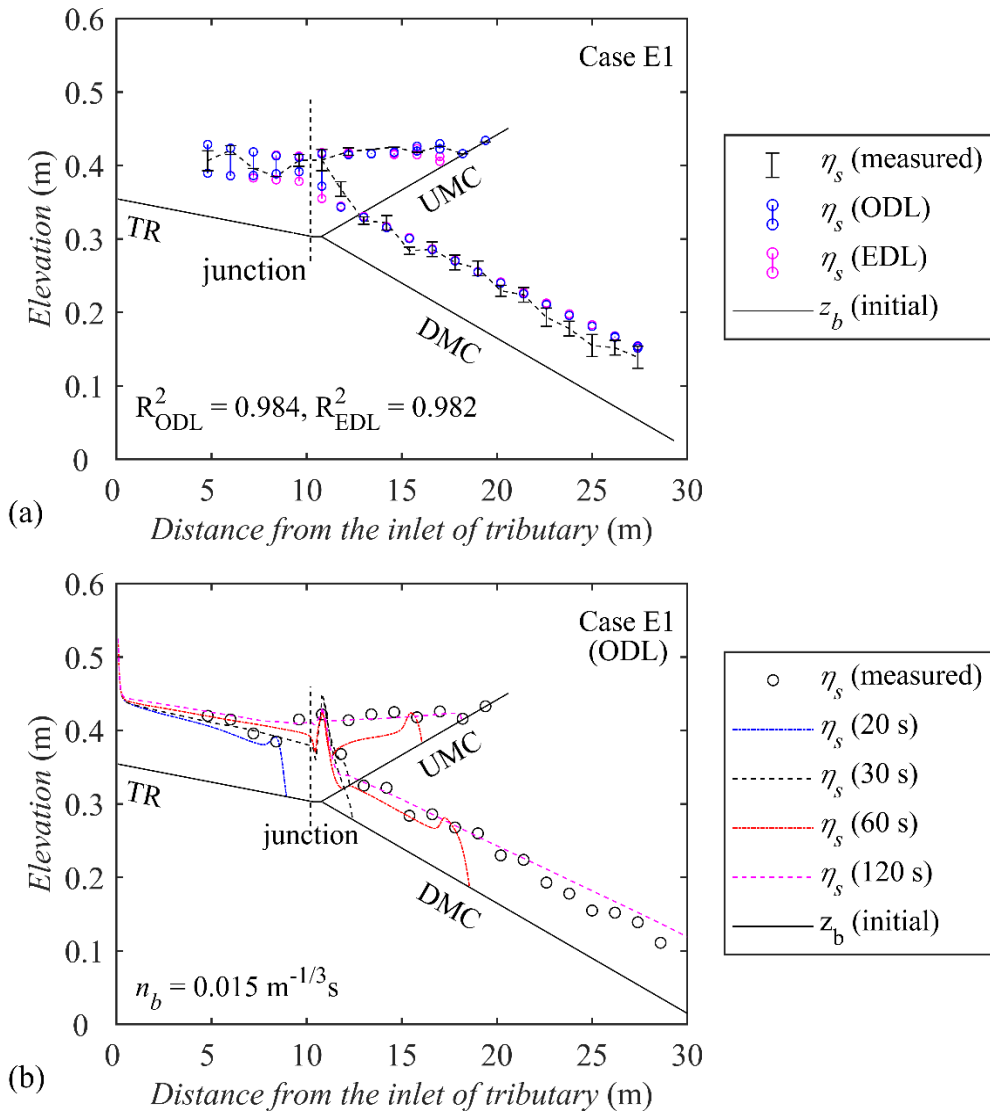 0.6
0.5
0.4
0.3
0.2
0.1
0
Elevation (m)
Case E1
TR
junction
UMC
DMC
R²ODL = 0.984, R²EDL = 0.982
5 10 15 20 25 30
(a)
Distance from the inlet of tributary (m)
ηs (measured)
ηs (ODL)
ηs (EDL)
zb (initial)
0.6
0.5
0.4
0.3
0.2
0.1
0
Elevation (m)
Case E1
(ODL)
TR
junction
UMC
DMC
nb = 0.015 m-1/3s
5 10 15 20 25 30
(b)
Distance from the inlet of tributary (m)
ηs (measured)
ηs (20 s)
ηs (30 s)
ηs (60 s)
ηs (120 s)
zb (initial)